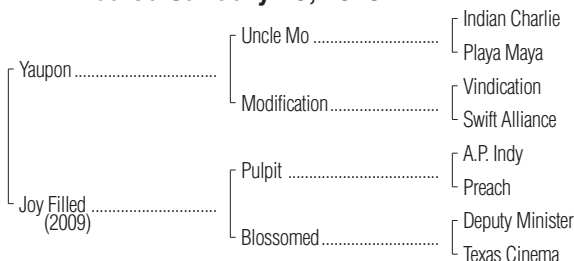 Uncle Mo
Indian Charlie
Playa Maya
Yaupon
Modification
Vindication
Swift Alliance
Joy Filled
(2009)
Pulpit
A.P. Indy
Preach
Blossomed
Deputy Minister
Texas Cinema